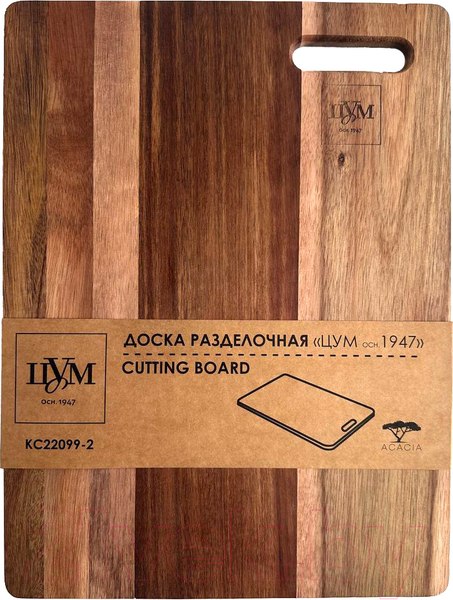 ЦУМ
ОСН. 1947
ДОСКА РАЗДЕЛОЧНАЯ «ЦУМ ОСН. 1947»
CUTTING BOARD
ЦУМ
ОСН. 1947
KC22099-2
ACACIA